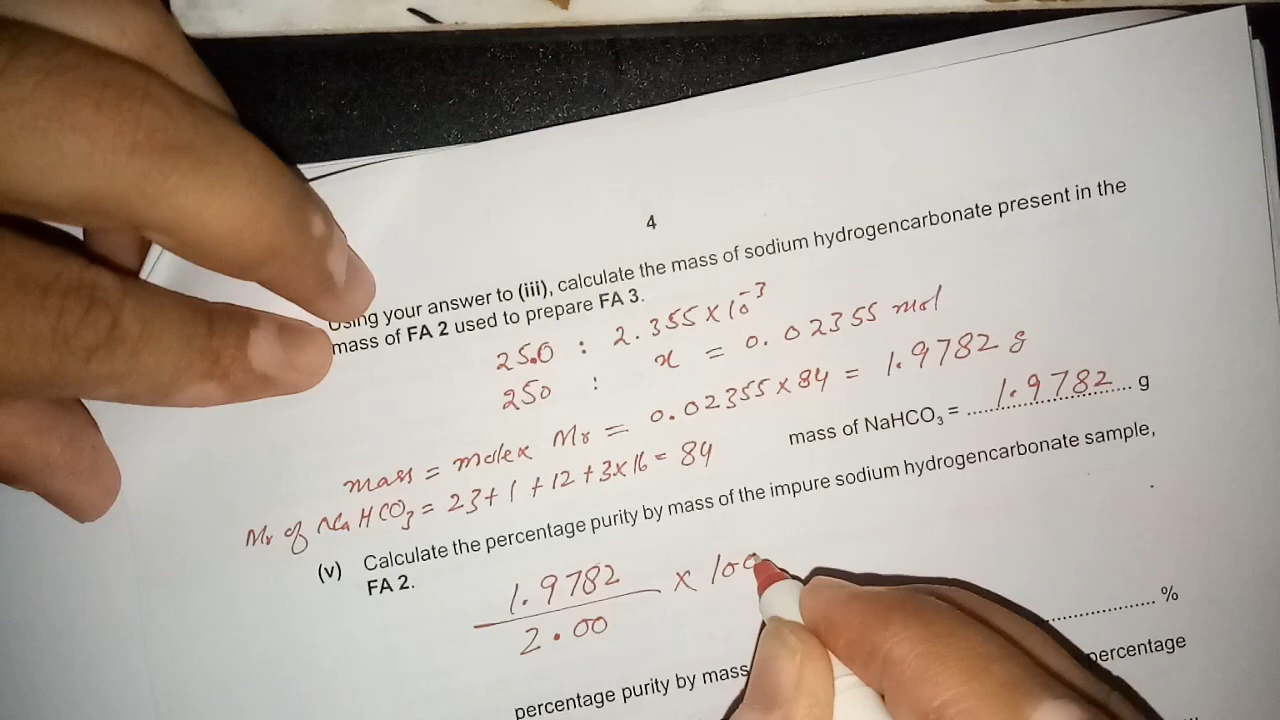 4
Using your answer to (iii), calculate the mass of sodium hydrogencarbonate present in the
mass of FA 2 used to prepare FA 3.
25.0 : 2.355 × 10⁻³
250 : x = 0.02355 mol
mass = molex Mr = 0.02355 × 84 = 1.9782 g
mass of NaHCO₃ = 1.9782 g
Mr of NaHCO₃ = 23 + 1 + 12 + 3×16 = 84
(v) Calculate the percentage purity by mass of the impure sodium hydrogencarbonate sample,
FA 2.
1.9782
2.00
× 100
%
percentage purity by mass
percentage